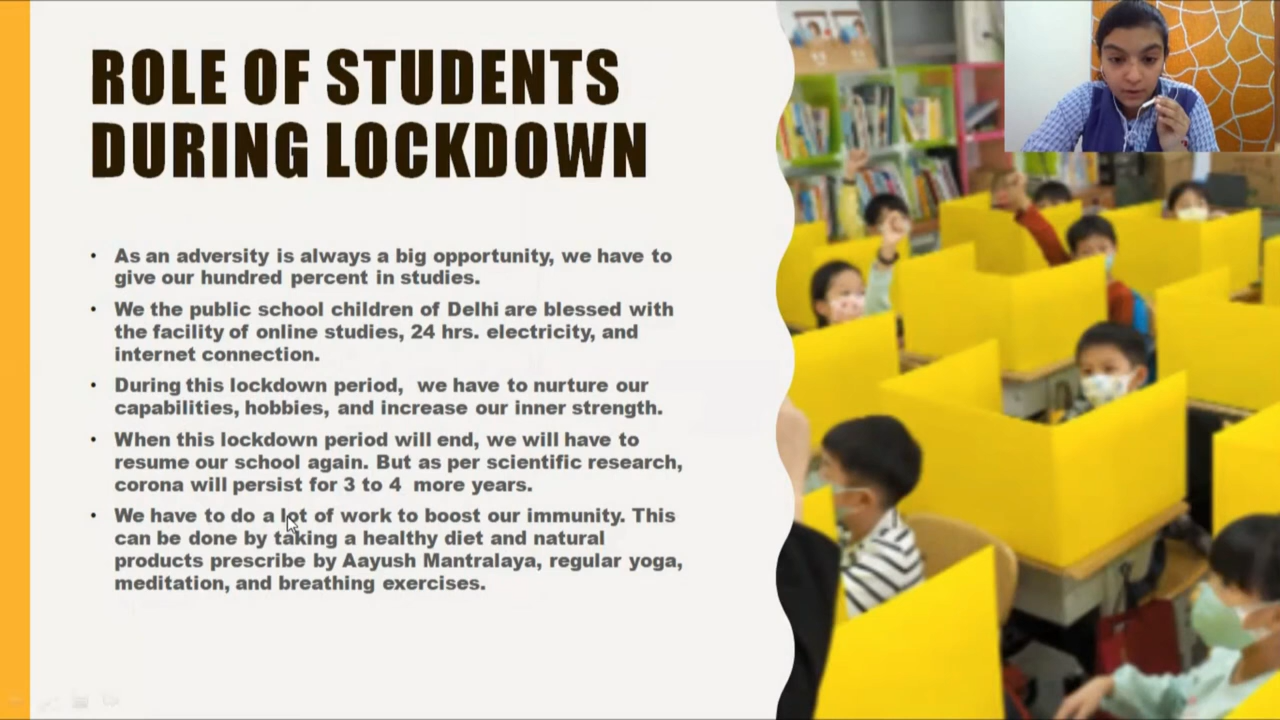 ROLE OF STUDENTS
DURING LOCKDOWN
• As an adversity is always a big opportunity, we have to
give our hundred percent in studies.
• We the public school children of Delhi are blessed with
the facility of online studies, 24 hrs. electricity, and
internet connection.
• During this lockdown period, we have to nurture our
capabilities, hobbies, and increase our inner strength.
• When this lockdown period will end, we will have to
resume our school again. But as per scientific research,
corona will persist for 3 to 4 more years.
• We have to do a lot of work to boost our immunity. This
can be done by taking a healthy diet and natural
products prescribe by Aayush Mantralaya, regular yoga,
meditation, and breathing exercises.